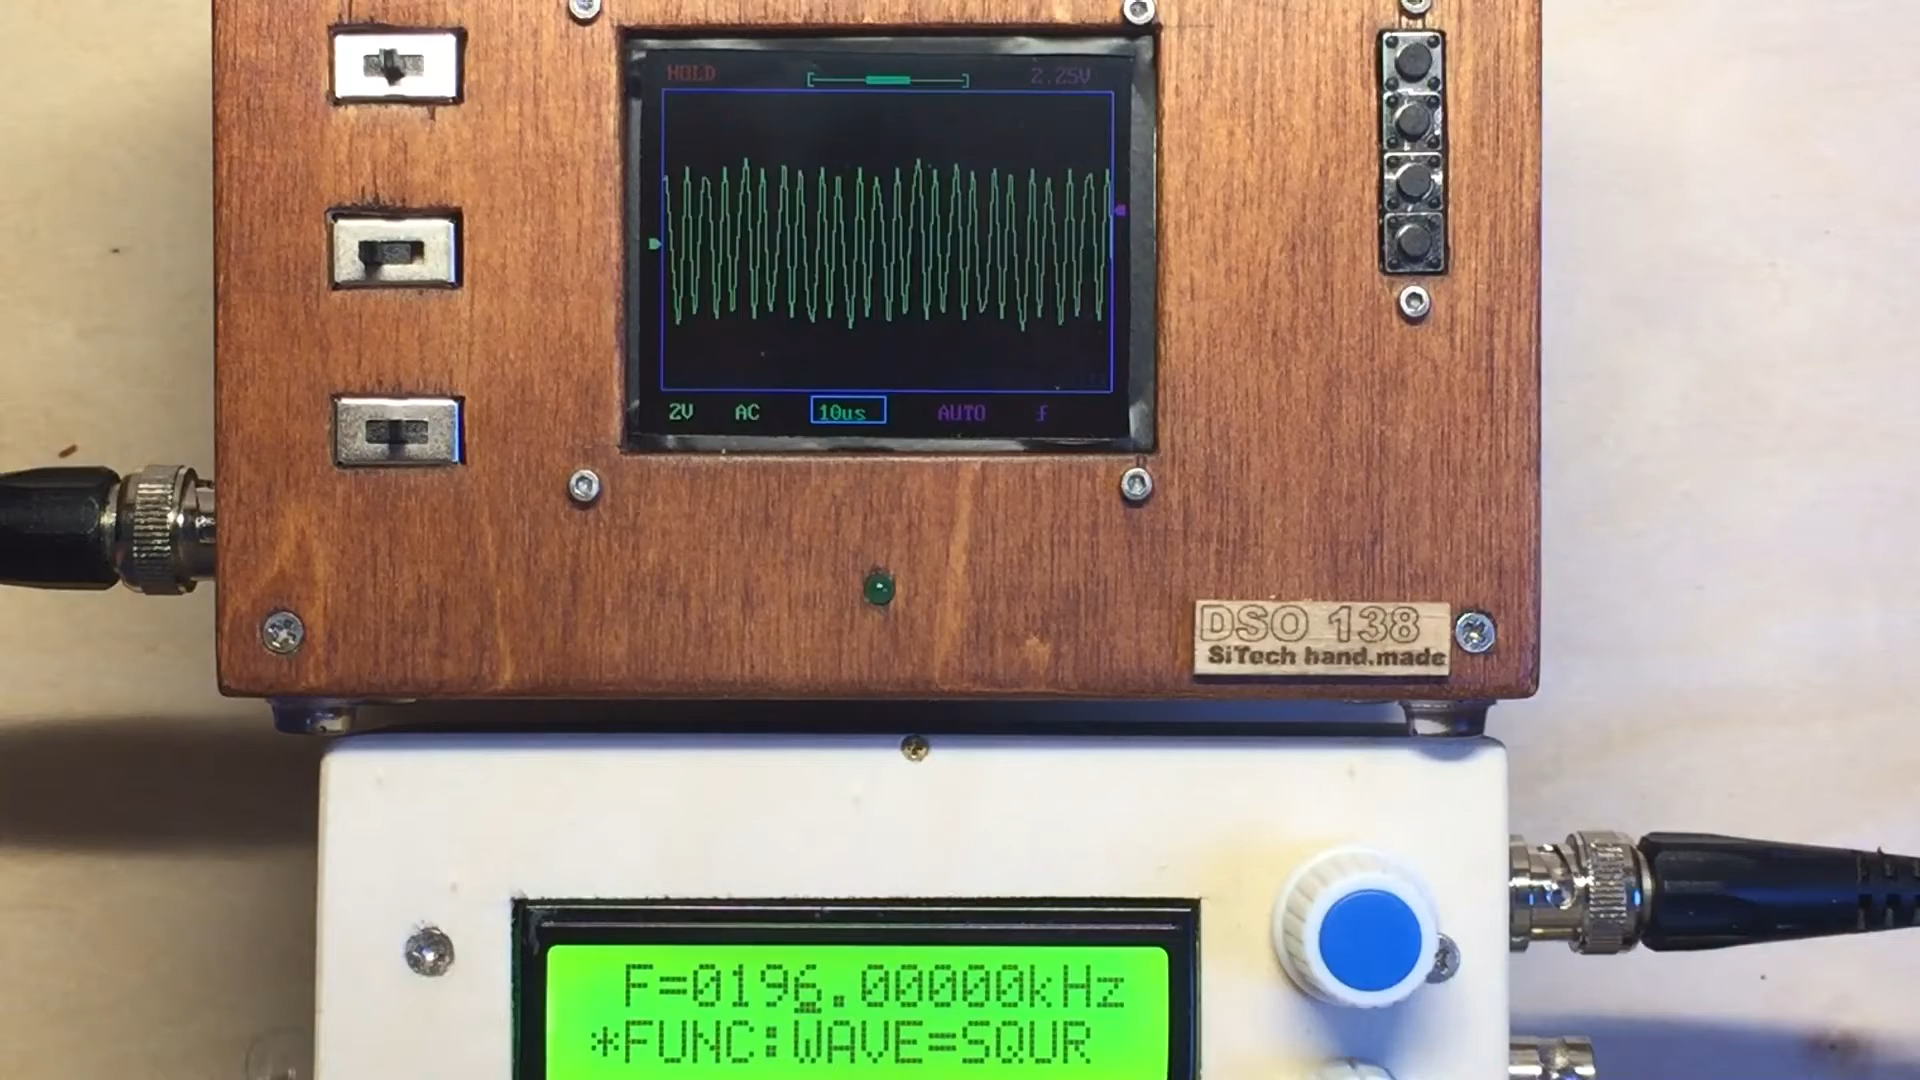 HOLD 2.25V
2V AC 10us AUTO
DSO 138
SiTech hand.made
F=0196.00000kHz
*FUNC:WAVE=SQUR